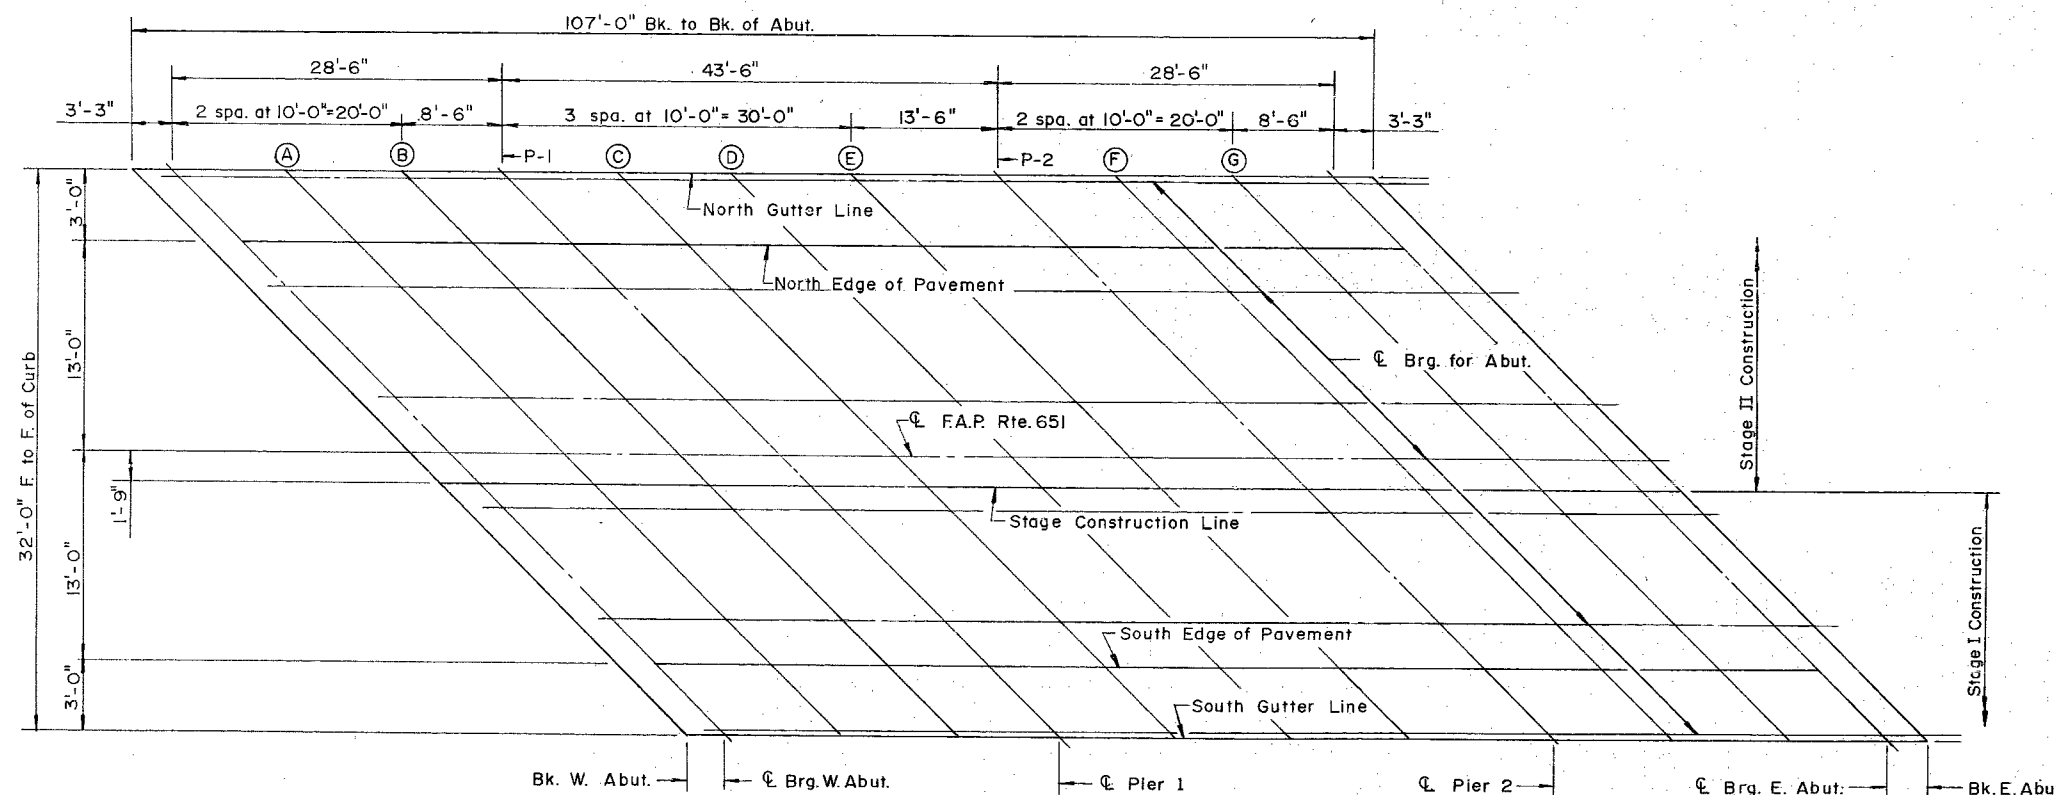 107'-0" Bk. to Bk. of Abut.
28'-6"
43'-6"
28'-6"
3'-3"
2 spa. at 10'-0"=20'-0"
8'-6"
3 spa. at 10'-0"= 30'-0"
13'-6"
2 spa. at 10'-0"= 20'-0"
8'-6"
3'-3"
A
B
P-1
C
D
E
P-2
F
G
3'-0"
North Gutter Line
North Edge of Pavement
13'-0"
32'-0" F. to F. of Curb
℄ Brg. for Abut.
Stage II Construction
℄ F.A.P. Rte. 651
1'-9"
Stage Construction Line
13'-0"
Stage I Construction
South Edge of Pavement
3'-0"
South Gutter Line
Bk. W. Abut.
℄ Brg. W. Abut.
℄ Pier 1
℄ Pier 2
℄ Brg. E. Abut.
Bk. E. Abu